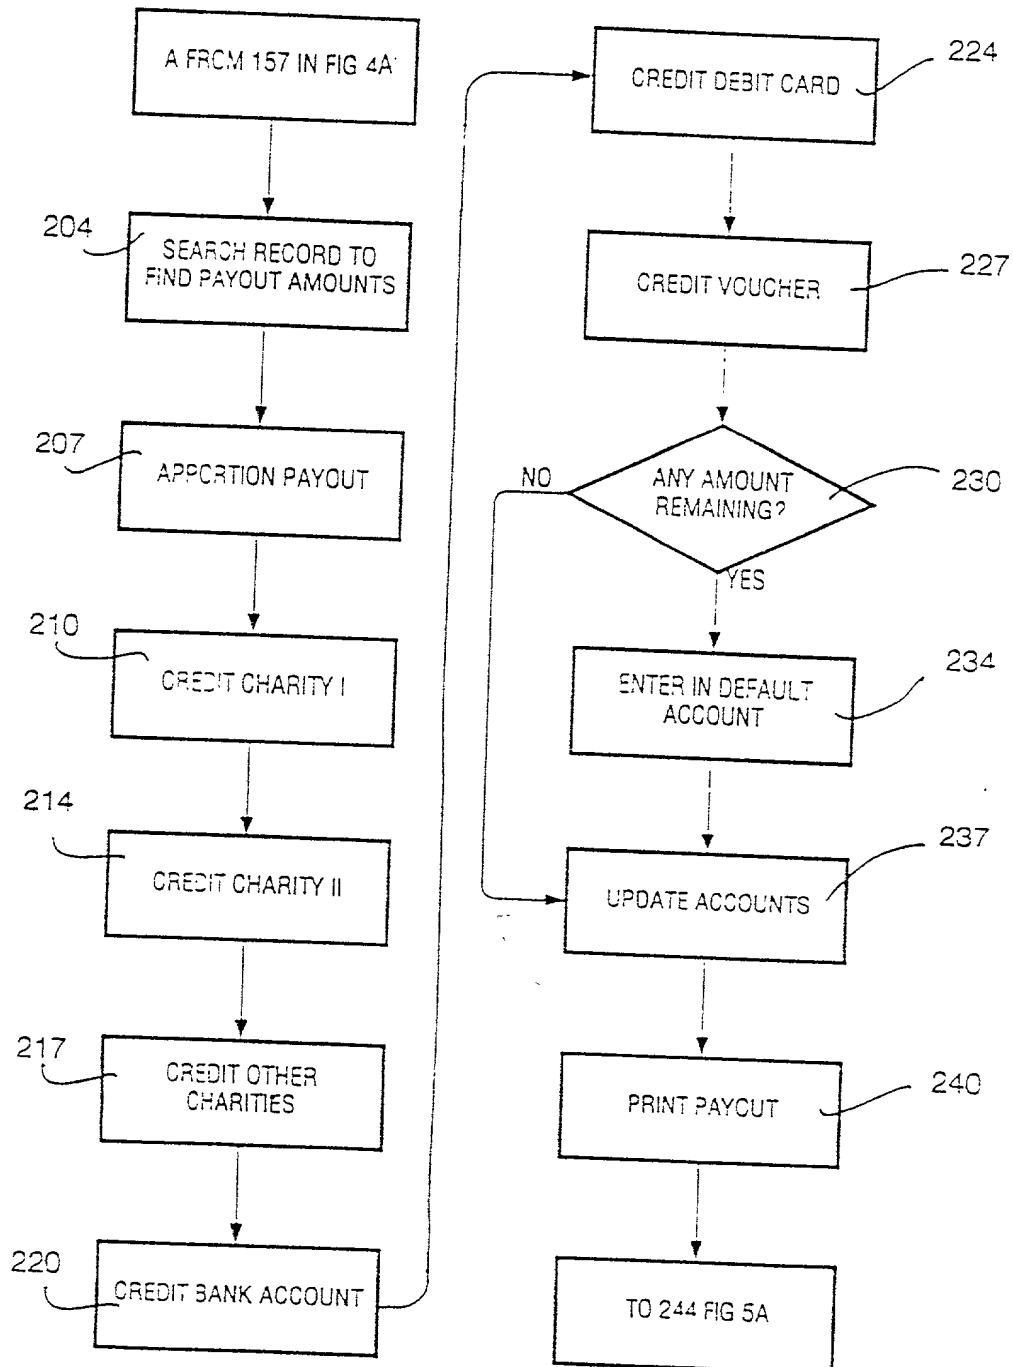 A FROM 157 IN FIG 4A
204
SEARCH RECORD TO
FIND PAYOUT AMOUNTS
207
APPORTION PAYOUT
210
CREDIT CHARITY I
214
CREDIT CHARITY II
217
CREDIT OTHER
CHARITIES
220
CREDIT BANK ACCOUNT
224
CREDIT DEBIT CARD
227
CREDIT VOUCHER
230
NO
ANY AMOUNT
REMAINING?
YES
234
ENTER IN DEFAULT
ACCOUNT
237
UPDATE ACCOUNTS
240
PRINT PAYOUT
TO 244 FIG 5A